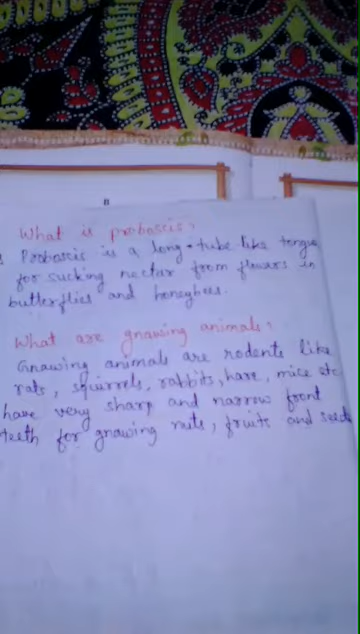 What is proboscis?
Proboscis is a long-tube like tongue
for sucking nectar from flowers in
butterflies and honeybees.
What are gnawing animals?
Gnawing animals are rodents like
rats, squirrels, rabbits, hare, mice etc
have very sharp and narrow front
teeth for gnawing nuts, fruits and seeds